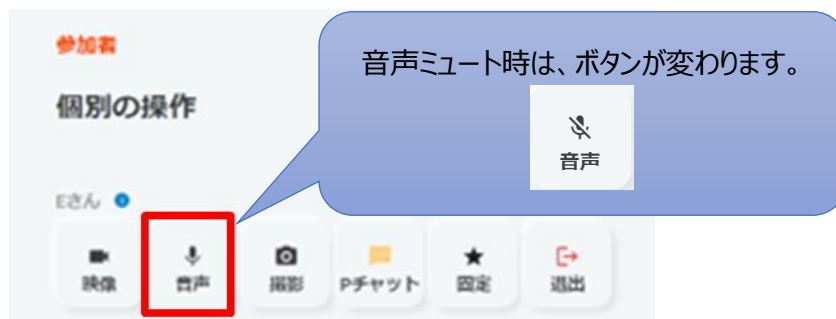 参加者
音声ミュート時は、ボタンが変わります。
音声
個別の操作
Eさん
映像
音声
撮影
Pチャット
固定
退出